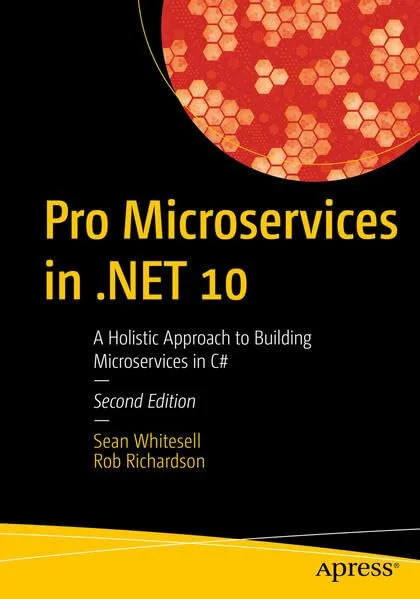 Pro Microservices
in .NET 10
A Holistic Approach to Building
Microservices in C#
—
Second Edition
—
Sean Whitesell
Rob Richardson
Apress®